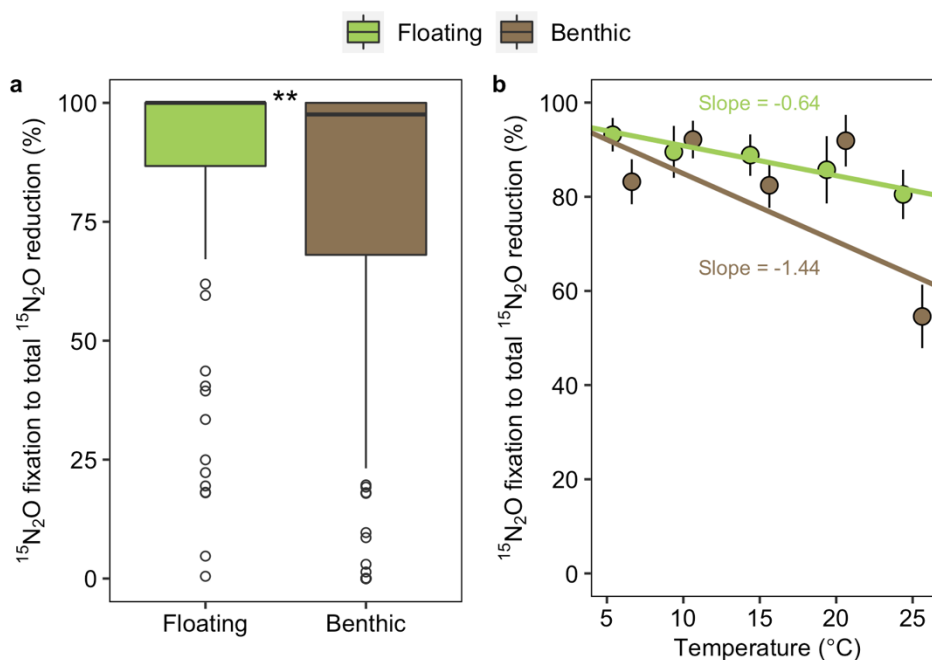 Floating Benthic
a
¹⁵N₂O fixation to total ¹⁵N₂O reduction (%)
100
75
50
25
0
**
Floating Benthic
b
¹⁵N₂O fixation to total ¹⁵N₂O reduction (%)
100
80
60
40
20
0
Slope = -0.64
Slope = -1.44
5 10 15 20 25
Temperature (°C)